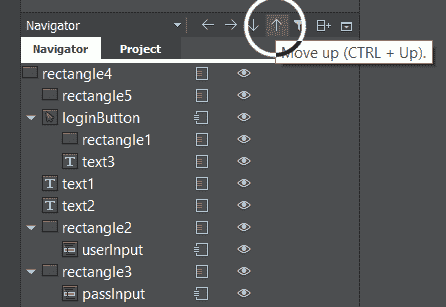 Navigator
Navigator Project
Move up (CTRL + Up).
rectangle4
rectangle5
loginButton
rectangle1
T text3
T text1
T text2
rectangle2
userInput
rectangle3
passInput